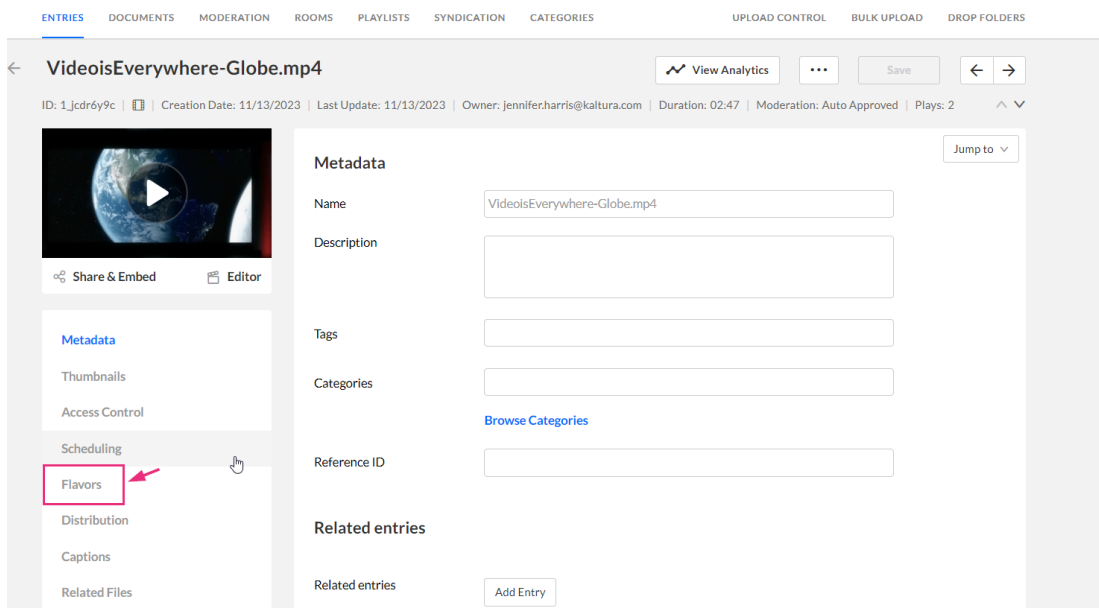 ENTRIES DOCUMENTS MODERATION ROOMS PLAYLISTS SYNDICATION CATEGORIES UPLOAD CONTROL BULK UPLOAD DROP FOLDERS
VideoisEverywhere-Globe.mp4 View Analytics ... Save
ID: 1_jcdr6y9c | Creation Date: 11/13/2023 | Last Update: 11/13/2023 | Owner: jennifer.harris@kaltura.com | Duration: 02:47 | Moderation: Auto Approved | Plays: 2
Share & Embed Editor
Metadata
Thumbnails
Access Control
Scheduling
Flavors
Distribution
Captions
Related Files
Jump to
Metadata
Name VideoisEverywhere-Globe.mp4
Description
Tags
Categories
Browse Categories
Reference ID
Related entries
Related entries Add Entry